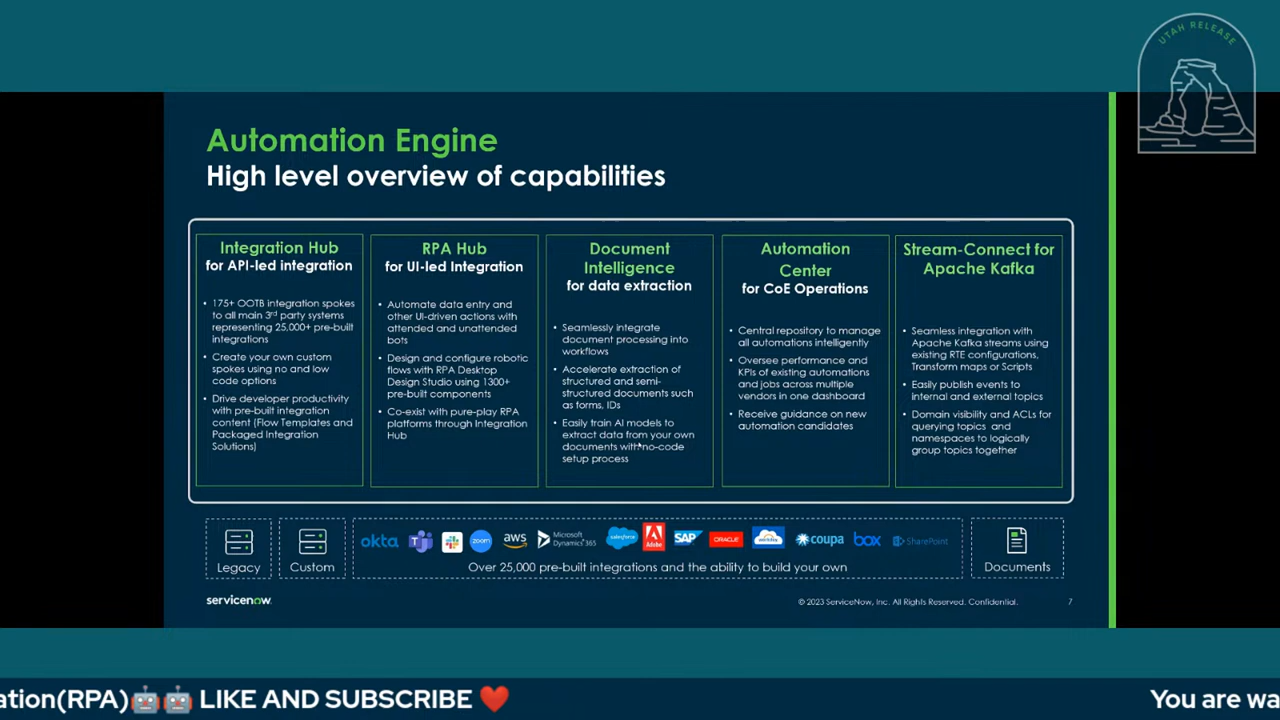 UTAH RELEASE
Automation Engine
High level overview of capabilities
Integration Hub
for API-led integration
• 175+ OOTB integration spokes
to all main 3rd party systems
representing 25,000+ pre-built
integrations
• Create your own custom
spokes using no and low
code options
• Drive developer productivity
with pre-built integration
content (Flow Templates and
Packaged Integration
Solutions)
RPA Hub
for UI-led Integration
• Automate data entry and
other UI-driven actions with
attended and unattended
bots
• Design and configure robotic
flows with RPA Desktop
Design Studio using 1300+
pre-built components
• Co-exist with pure-play RPA
platforms through Integration
Hub
Document
Intelligence
for data extraction
• Seamlessly integrate
document processing into
workflows
• Accelerate extraction of
structured and semi-
structured documents such
as forms, IDs
• Easily train AI models to
extract data from your own
documents with no-code
setup process
Automation
Center
for CoE Operations
• Central repository to manage
all automations intelligently
• Oversee performance and
KPIs of existing automations
and jobs across multiple
vendors in one dashboard
• Receive guidance on new
automation candidates
Stream-Connect for
Apache Kafka
• Seamless integration with
Apache Kafka streams using
existing RTE configurations,
Transform maps or Scripts
• Easily publish events to
internal and external topics
• Domain visibility and ACLs for
querying topics and
namespaces to logically
group topics together
Legacy
Custom
okta zoom aws Microsoft Dynamic 365 salesforce Adobe SAP ORACLE workday coupa box SharePoint
Over 25,000 pre-built integrations and the ability to build your own
Documents
servicenow
© 2023 ServiceNow, Inc. All Rights Reserved. Confidential.
7
ation(RPA)🤖🤖 LIKE AND SUBSCRIBE ❤️
You are wa